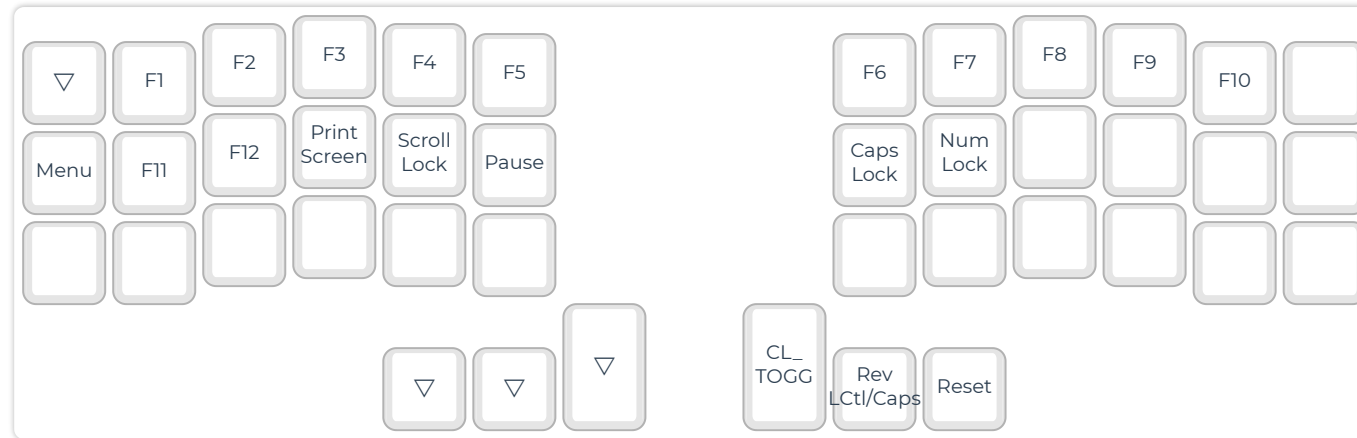 ▽ F1 F2 F3 F4 F5 F6 F7 F8 F9 F10
Menu F11 F12 Print
Screen Scroll
Lock Pause Caps
Lock Num
Lock
▽ ▽ ▽ CL_
TOGG Rev
LCtl/Caps Reset